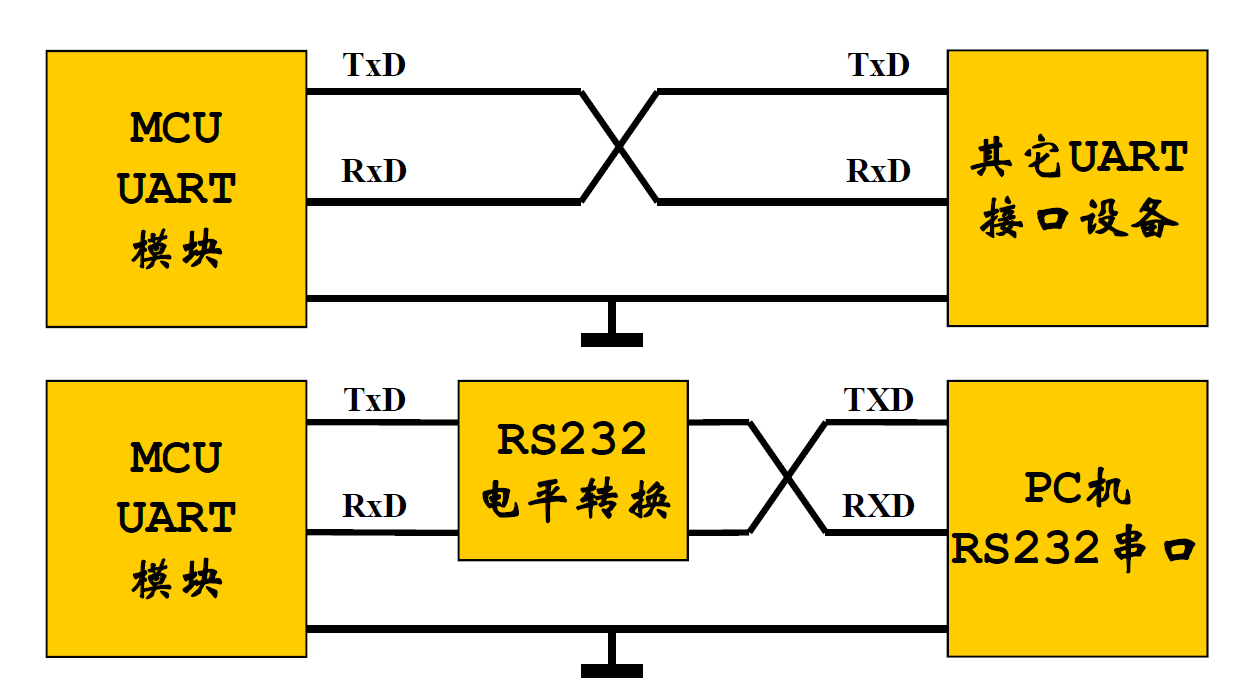 TxD
TxD
MCU
UART
模块
RxD
RxD
其它UART
接口设备
TxD
TXD
MCU
UART
模块
RS232
电平转换
RxD
RXD
PC机
RS232串口